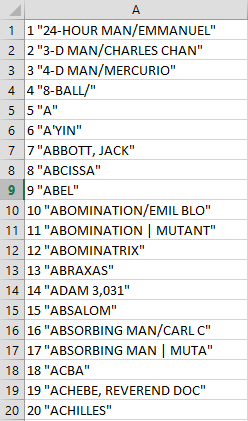 A
1 1 "24-HOUR MAN/EMMANUEL"
2 2 "3-D MAN/CHARLES CHAN"
3 3 "4-D MAN/MERCURIO"
4 4 "8-BALL/"
5 5 "A"
6 6 "A'YIN"
7 7 "ABBOTT, JACK"
8 8 "ABCISSA"
9 9 "ABEL"
10 10 "ABOMINATION/EMIL BLO"
11 11 "ABOMINATION | MUTANT"
12 12 "ABOMINATRIX"
13 13 "ABRAXAS"
14 14 "ADAM 3,031"
15 15 "ABSALOM"
16 16 "ABSORBING MAN/CARL C"
17 17 "ABSORBING MAN | MUTA"
18 18 "ACBA"
19 19 "ACHEBE, REVEREND DOC"
20 20 "ACHILLES"